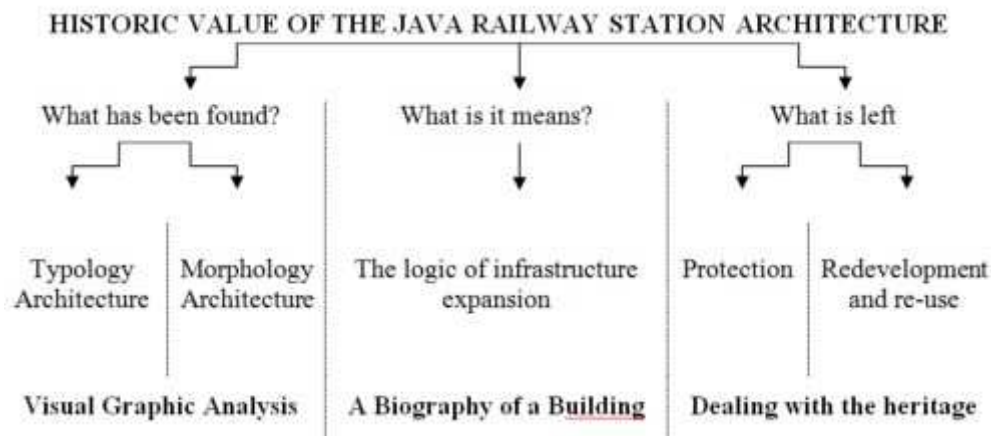 HISTORIC VALUE OF THE JAVA RAILWAY STATION ARCHITECTURE
What has been found?
What is it means?
What is left
Typology
Architecture
Morphology
Architecture
The logic of infrastructure
expansion
Protection
Redevelopment
and re-use
Visual Graphic Analysis
A Biography of a Building
Dealing with the heritage